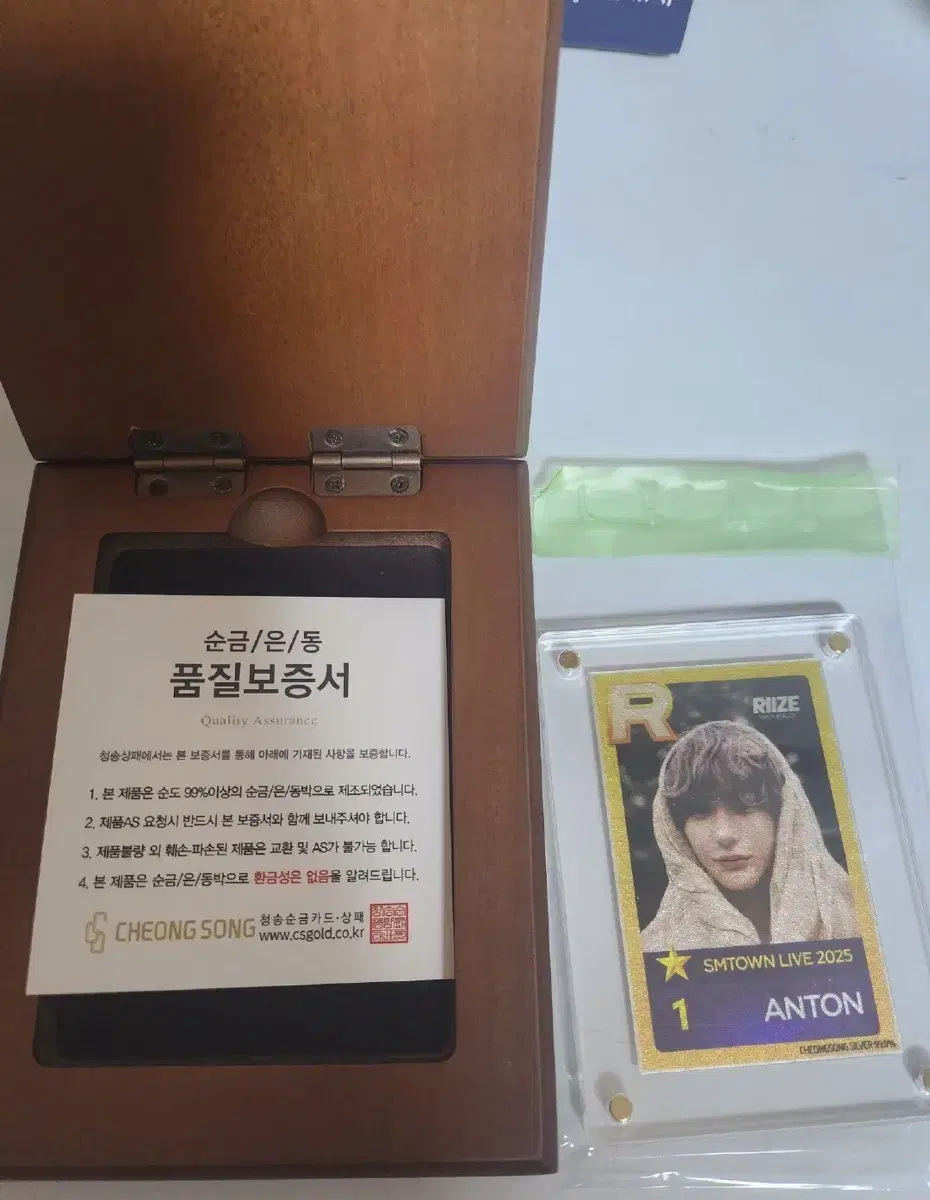 순금/은/동
품질보증서
Quality Assurance
청송상패에서는 본 보증서를 통해 아래에 기재된 사항을 보증합니다.
1. 본 제품은 순도 99%이상의 순금/은/동박으로 제조되었습니다.
2. 제품AS 요청시 반드시 본 보증서와 함께 보내주셔야 합니다.
3. 제품불량 외 훼손·파손된 제품은 교환 및 AS가 불가능 합니다.
4. 본 제품은 순금/은/동박으로 환금성은 없음을 알려드립니다.
CHEONG SONG
청송순금카드·상패
www.csgold.co.kr
R
RIIZE
SMTOWN LIVE 2025
1
ANTON
CHEONGSONG SILVER 99.9%